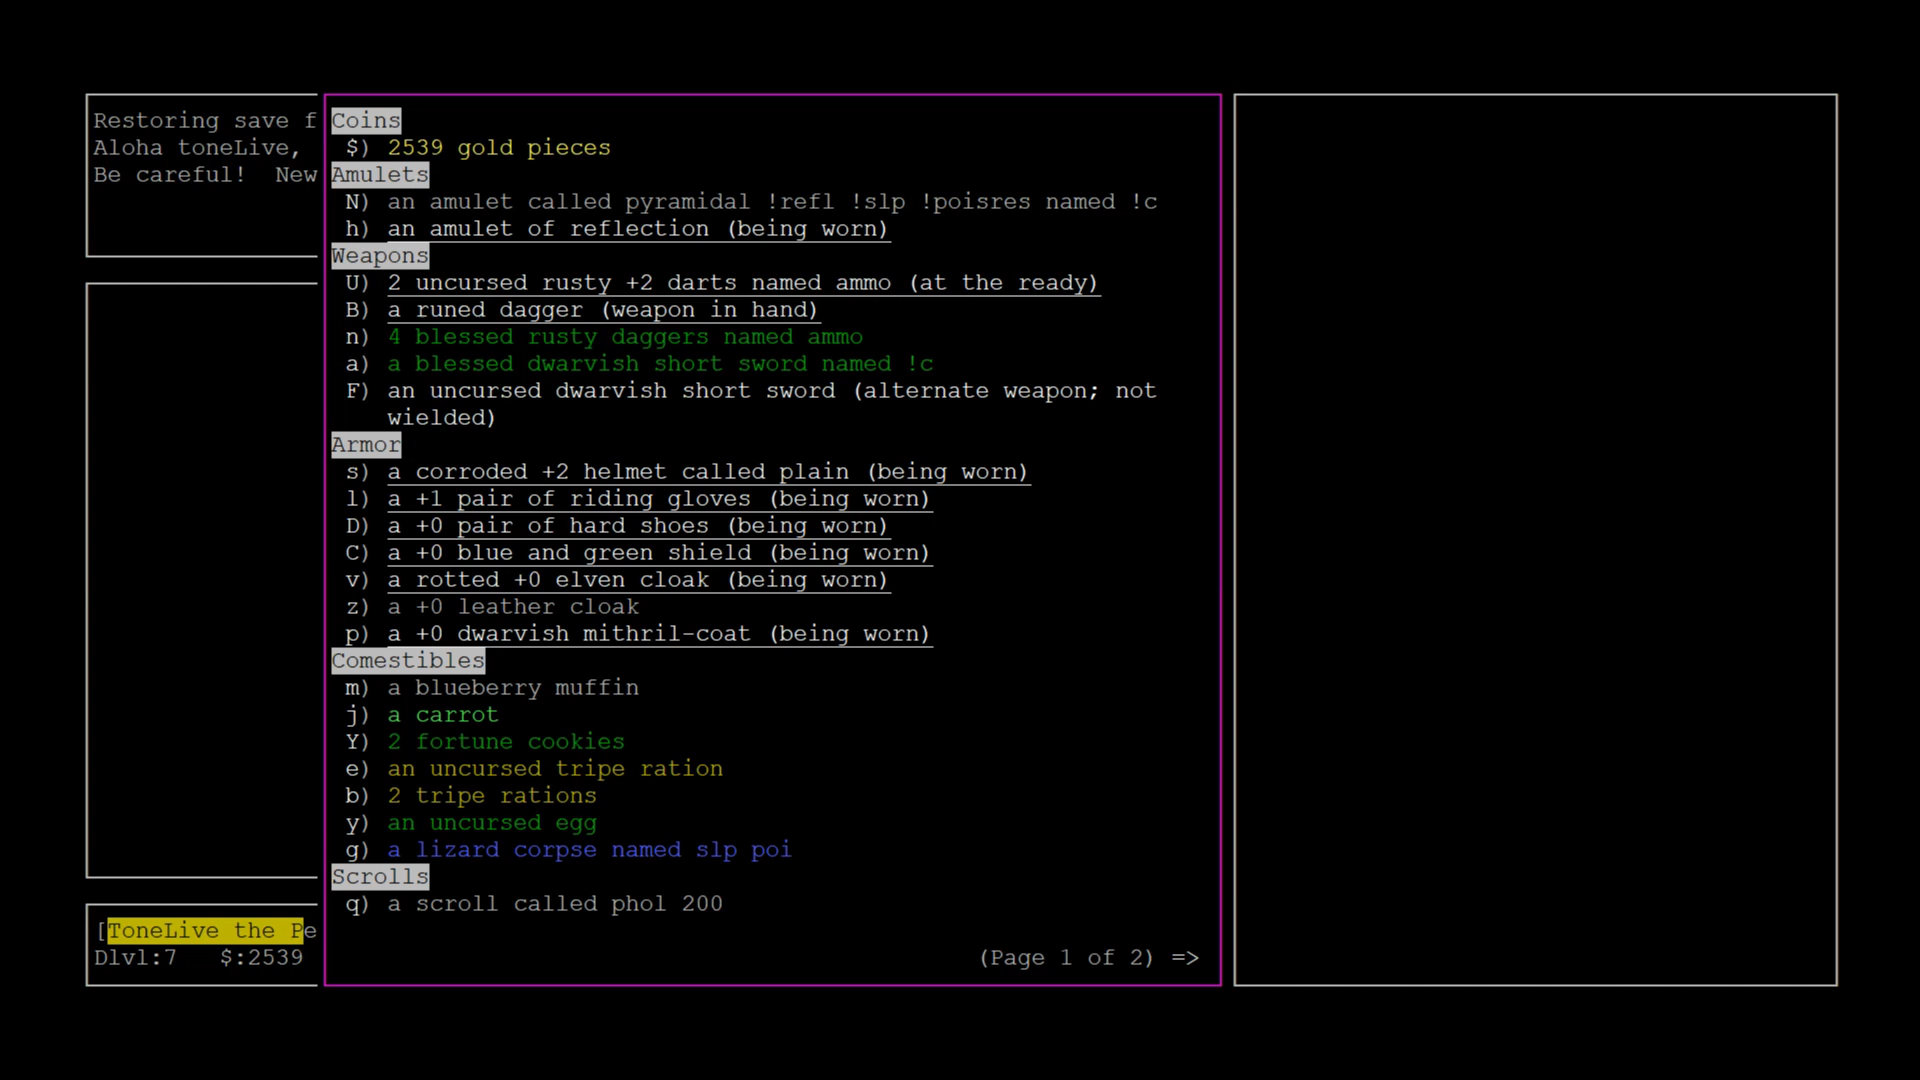 Restoring save f
Aloha toneLive,
Be careful!  New
Coins
$) 2539 gold pieces
Amulets
N) an amulet called pyramidal !refl !slp !poisres named !c
h) an amulet of reflection (being worn)
Weapons
U) 2 uncursed rusty +2 darts named ammo (at the ready)
B) a runed dagger (weapon in hand)
n) 4 blessed rusty daggers named ammo
a) a blessed dwarvish short sword named !c
F) an uncursed dwarvish short sword (alternate weapon; not
wielded)
Armor
s) a corroded +2 helmet called plain (being worn)
l) a +1 pair of riding gloves (being worn)
D) a +0 pair of hard shoes (being worn)
C) a +0 blue and green shield (being worn)
v) a rotted +0 elven cloak (being worn)
z) a +0 leather cloak
p) a +0 dwarvish mithril-coat (being worn)
Comestibles
m) a blueberry muffin
j) a carrot
Y) 2 fortune cookies
e) an uncursed tripe ration
b) 2 tripe rations
y) an uncursed egg
g) a lizard corpse named slp poi
Scrolls
q) a scroll called phol 200
(Page 1 of 2) =>
[ToneLive the Pe
Dlvl:7   $:2539